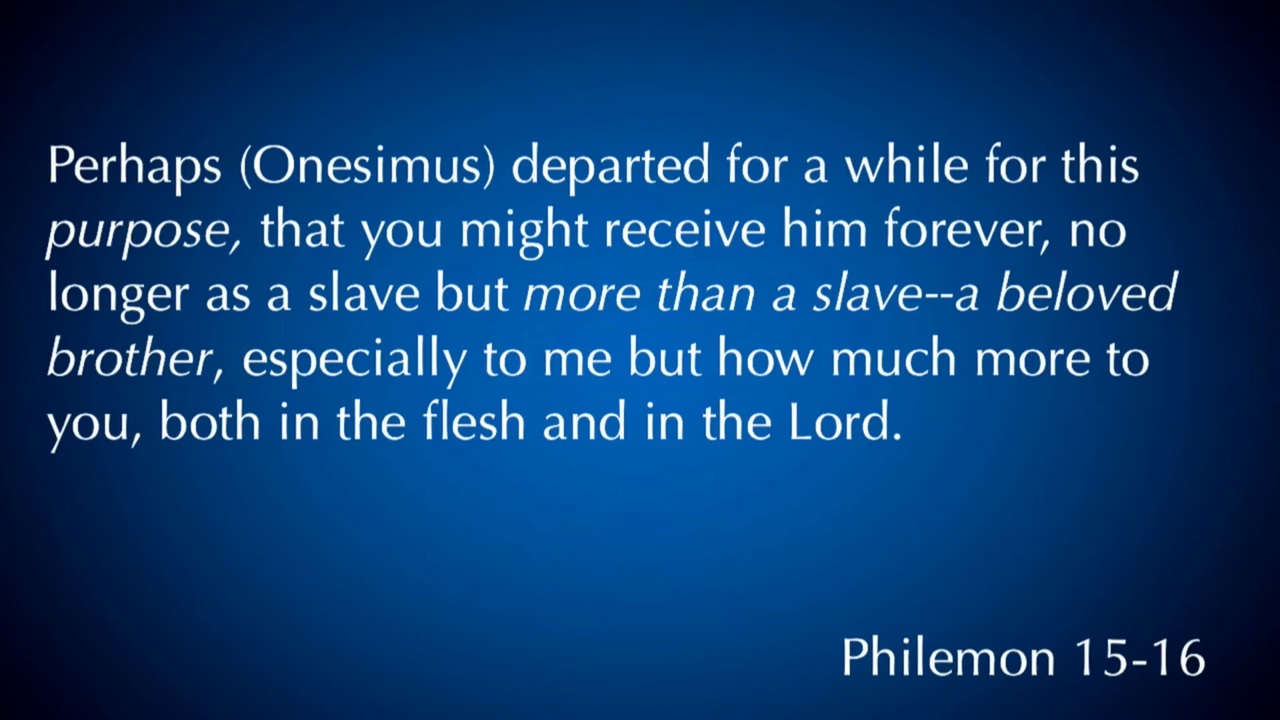 Perhaps (Onesimus) departed for a while for this
purpose, that you might receive him forever, no
longer as a slave but more than a slave--a beloved
brother, especially to me but how much more to
you, both in the flesh and in the Lord.
Philemon 15-16